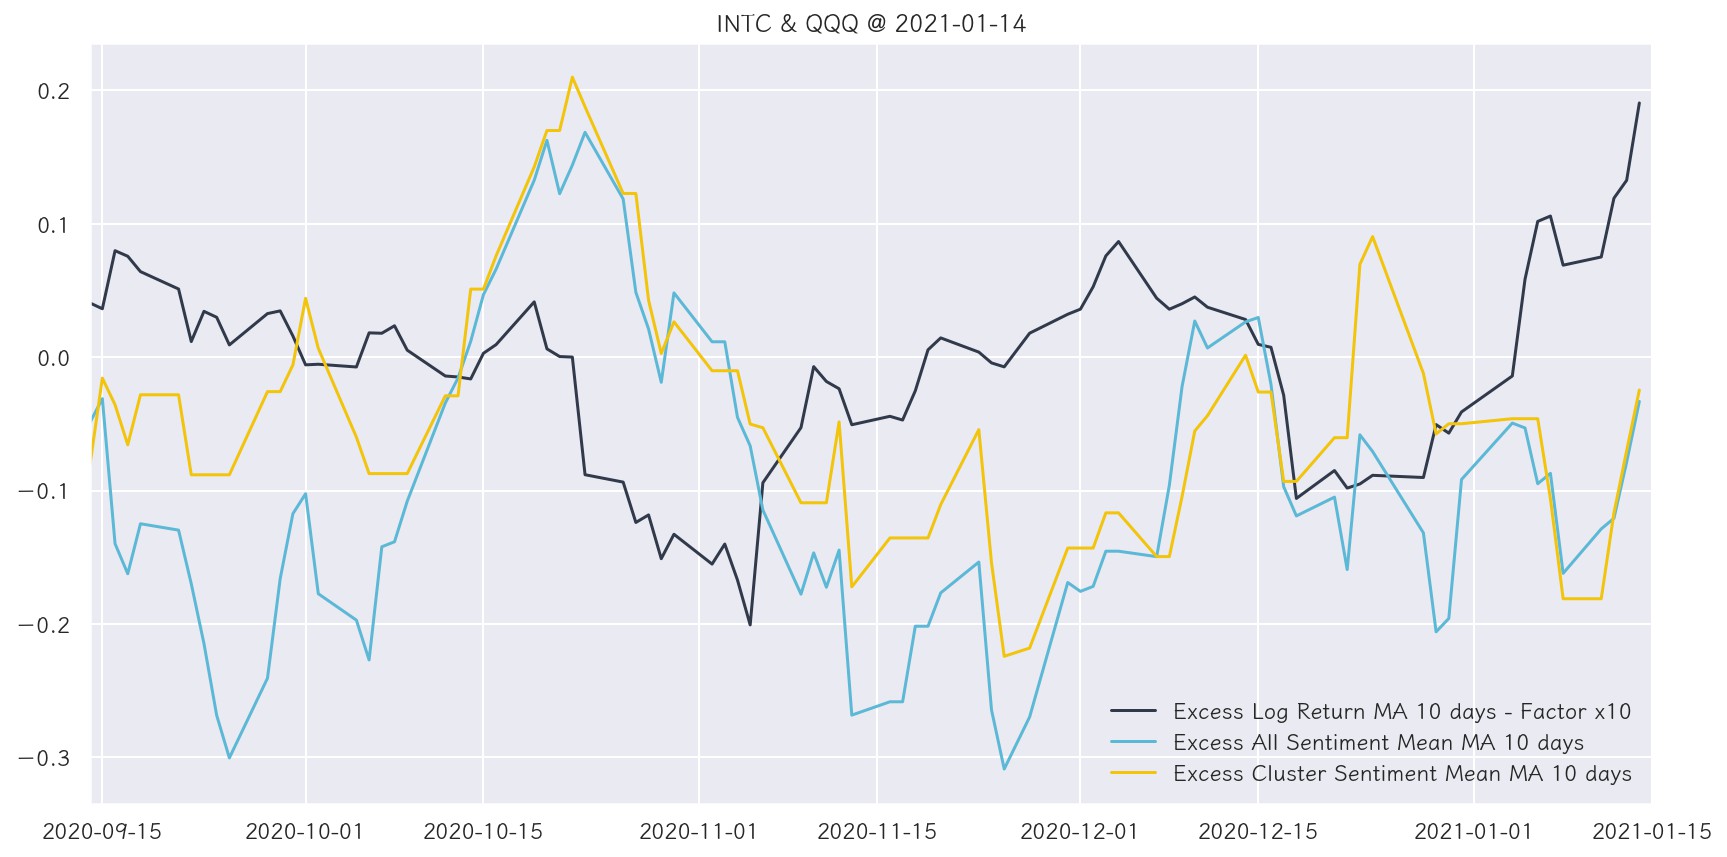 INTC & QQQ @ 2021-01-14
0.2
0.1
0.0
−0.1
−0.2
−0.3
Excess Log Return MA 10 days - Factor x10
Excess All Sentiment Mean MA 10 days
Excess Cluster Sentiment Mean MA 10 days
2020-09-15 2020-10-01 2020-10-15 2020-11-01 2020-11-15 2020-12-01 2020-12-15 2021-01-01 2021-01-15